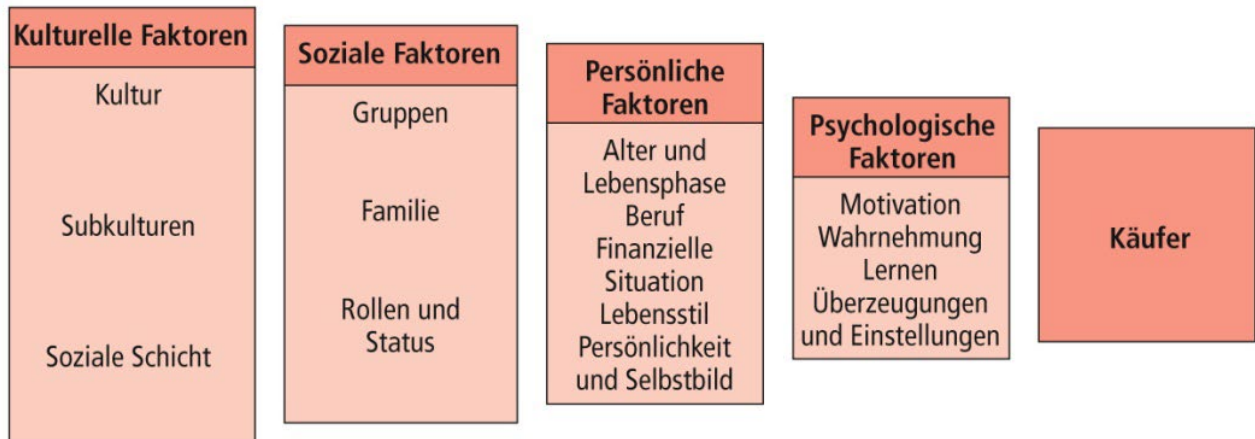 Kulturelle Faktoren
Kultur
Subkulturen
Soziale Schicht
Soziale Faktoren
Gruppen
Familie
Rollen und
Status
Persönliche
Faktoren
Alter und
Lebensphase
Beruf
Finanzielle
Situation
Lebensstil
Persönlichkeit
und Selbstbild
Psychologische
Faktoren
Motivation
Wahrnehmung
Lernen
Überzeugungen
und Einstellungen
Käufer